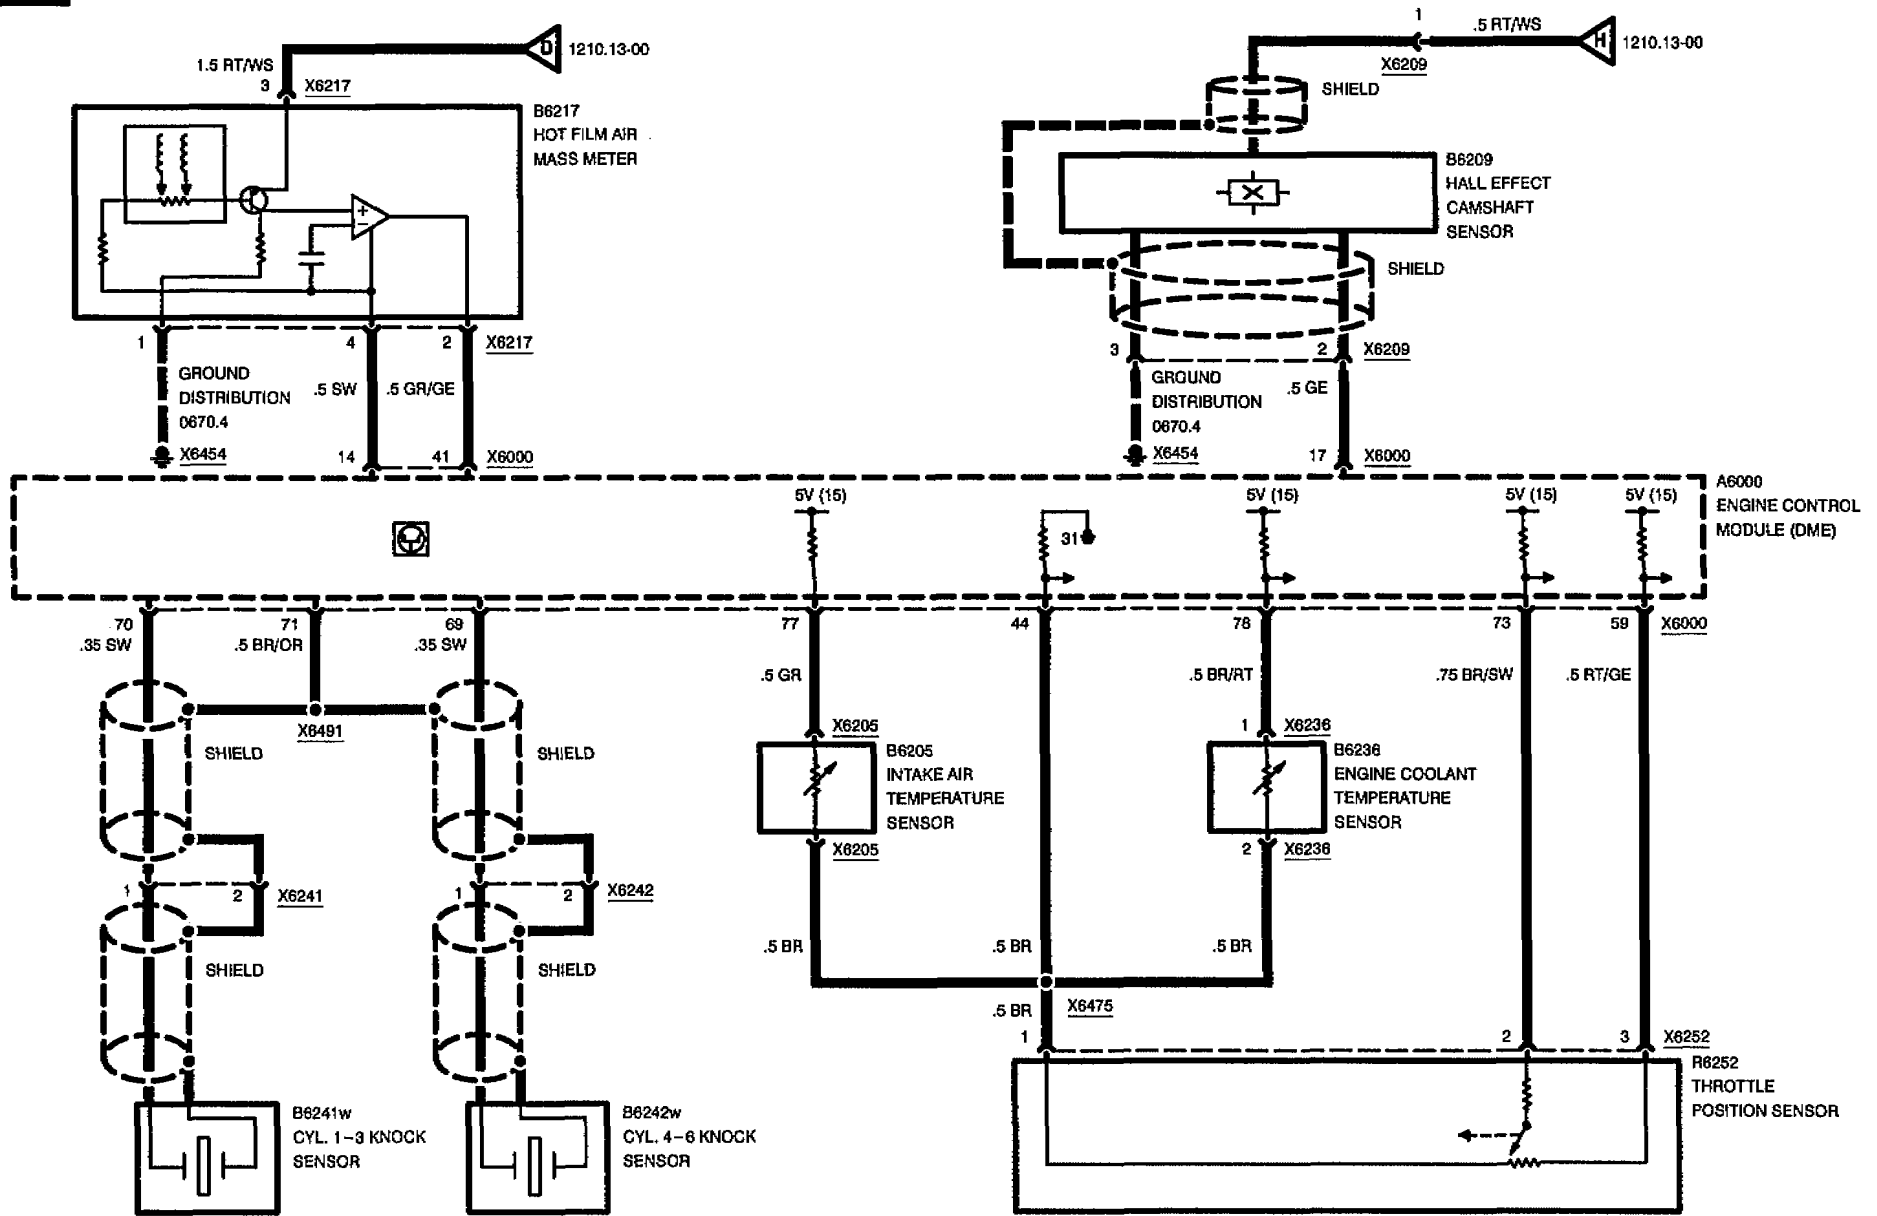 D 1210.13-00
1.5 RT/WS
3 X6217
B6217
HOT FILM AIR
MASS METER
1 4 2 X6217
GROUND
DISTRIBUTION
0670.4
.5 SW .5 GR/GE
X6454
14 41 X6000
1 .5 RT/WS
H 1210.13-00
X6209
SHIELD
B6209
HALL EFFECT
CAMSHAFT
SENSOR
SHIELD
3 2 X6209
GROUND
DISTRIBUTION
0670.4
.5 GE
X6454
17 X6000
5V (15) 5V (15) 5V (15) 5V (15)
31
A6000
ENGINE CONTROL
MODULE (DME)
70 71 69 77 44 78 73 59 X6000
.35 SW .5 BR/OR .35 SW
.5 GR .5 BR/RT .75 BR/SW .5 RT/GE
X6491
SHIELD SHIELD
X6205
B6205
INTAKE AIR
TEMPERATURE
SENSOR
X6205
1 X6236
B6236
ENGINE COOLANT
TEMPERATURE
SENSOR
2 X6236
1 2 X6241
1 2 X6242
SHIELD SHIELD
.5 BR .5 BR .5 BR
X6475
.5 BR
1 2 3 X6252
R6252
THROTTLE
POSITION SENSOR
B6241w
CYL. 1-3 KNOCK
SENSOR
B6242w
CYL. 4-6 KNOCK
SENSOR